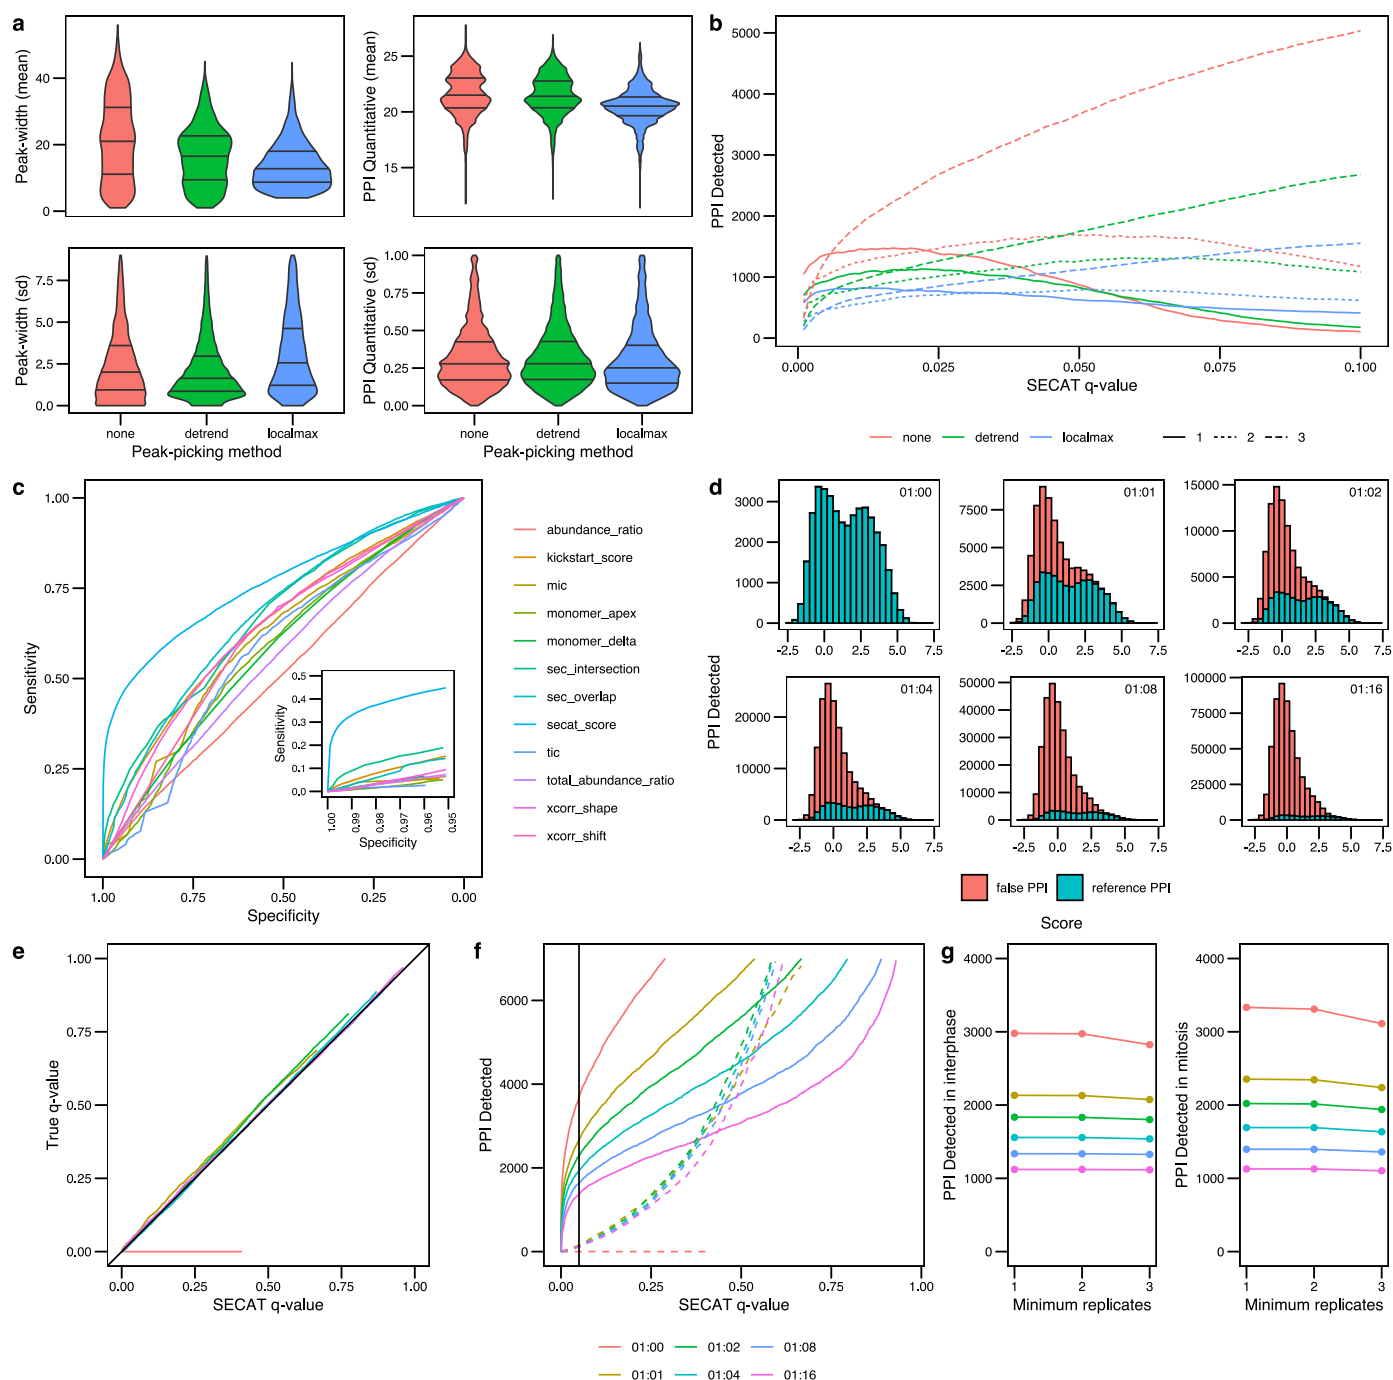 a
Peak-width (mean)
40
20
0
PPI Quantitative (mean)
25
20
15
Peak-width (sd)
7.5
5.0
2.5
0.0
none
detrend
localmax
Peak-picking method
PPI Quantitative (sd)
1.00
0.75
0.50
0.25
0.00
none
detrend
localmax
Peak-picking method
b
PPI Detected
5000
4000
3000
2000
1000
0
0.000
0.025
0.050
0.075
0.100
SECAT q-value
none
detrend
localmax
1
2
3
c
Sensitivity
1.00
0.75
0.50
0.25
0.00
1.00
0.75
0.50
0.25
0.00
Specificity
Sensitivity
0.5
0.4
0.3
0.2
0.1
0.0
1.00
0.99
0.98
0.97
0.96
0.95
Specificity
abundance_ratio
kickstart_score
mic
monomer_apex
monomer_delta
sec_intersection
sec_overlap
secat_score
tic
total_abundance_ratio
xcorr_shape
xcorr_shift
d
PPI Detected
01:00
3000
2000
1000
0
-2.5
0.0
2.5
5.0
7.5
01:01
7500
5000
2500
0
-2.5
0.0
2.5
5.0
7.5
01:02
15000
10000
5000
0
-2.5
0.0
2.5
5.0
7.5
01:04
20000
10000
0
-2.5
0.0
2.5
5.0
7.5
01:08
50000
40000
30000
20000
10000
0
-2.5
0.0
2.5
5.0
7.5
01:16
100000
75000
50000
25000
0
-2.5
0.0
2.5
5.0
7.5
false PPI
reference PPI
Score
e
True q-value
1.00
0.75
0.50
0.25
0.00
0.00
0.25
0.50
0.75
1.00
SECAT q-value
f
PPI Detected
6000
4000
2000
0
0.00
0.25
0.50
0.75
1.00
SECAT q-value
01:00
01:02
01:08
01:01
01:04
01:16
g
PPI Detected in interphase
4000
3000
2000
1000
0
1
2
3
Minimum replicates
PPI Detected in mitosis
4000
3000
2000
1000
0
1
2
3
Minimum replicates